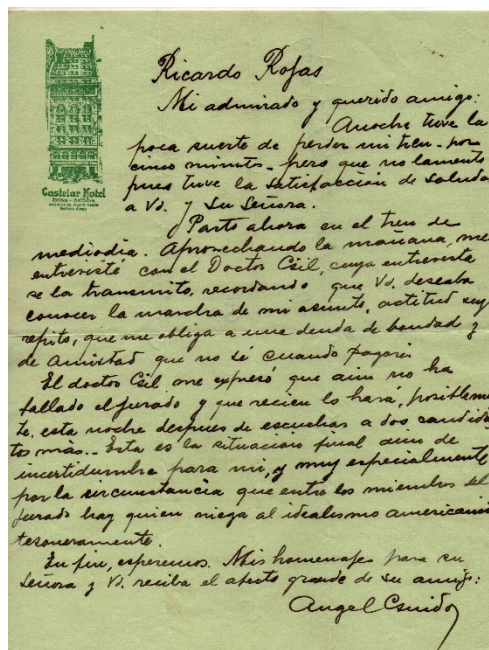 Castelar Hotel
Ricardo Rojas
Mi admirado y querido amigo:
Anoche tuve la
poca suerte de perder mi tren - por
cinco minutos - pero que no lamento
pues tuve la satisfacción de saluda
a Vd. y su Señora.
Parto ahora en el tren de
mediodía. Aprovechando la mañana, me
entrevisté con el Doctor Gil, cuya entrevista
se la transmito, recordando que Vd. deseaba
conocer la marcha de mi asunto, actitud suya
repito, que me obliga a una deuda de bondad y
de amistad que no sé cuando pagaré.
El doctor Gil me expresó que aún no ha
fallado el jurado y que recien lo hará, posibleme
te, esta noche despues de escuchar a dos candida
tos más.. Esta es la situación final aún de
incertidumbre para mi, y muy especialmente
por la circunstancia que entre los miembros del
jurado hay quien niega al idealismo americano
tesoneramente.
En fin, esperemos. Mis homenajes para su
Señora y Vd. reciba el afecto grande de su amigo:
Angel Guido